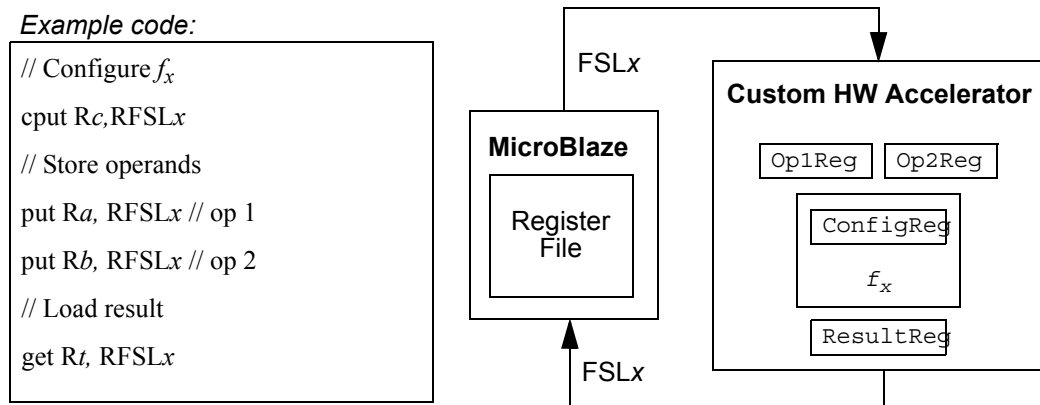 Example code:
// Configure fx
cput Rc,RFSLx
// Store operands
put Ra, RFSLx // op 1
put Rb, RFSLx // op 2
// Load result
get Rt, RFSLx
FSLx
MicroBlaze
Register
File
FSLx
Custom HW Accelerator
Op1Reg
Op2Reg
ConfigReg
fx
ResultReg